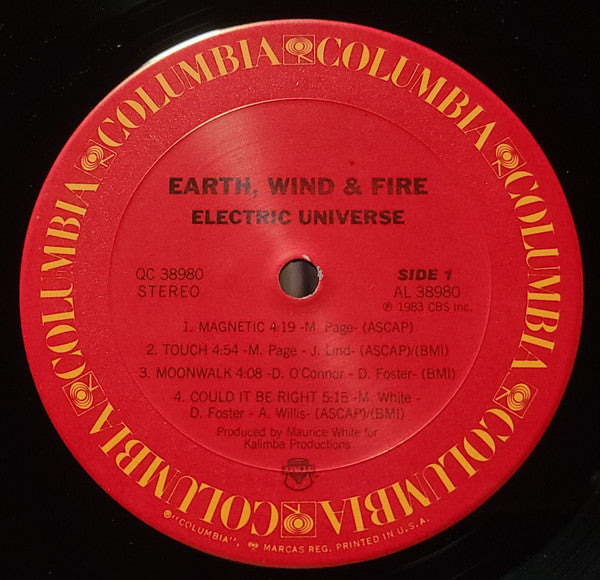 COLUMBIA COLUMBIA COLUMBIA COLUMBIA COLUMBIA COLUMBIA COLUMBIA COLUMBIA
EARTH, WIND & FIRE
ELECTRIC UNIVERSE
QC 38980
STEREO
SIDE 1
AL 38980
℗ 1983 CBS Inc.
1. MAGNETIC 4:19 -M. Page- (ASCAP)
2. TOUCH 4:54 -M. Page - J. Lind- (ASCAP)/(BMI)
3. MOONWALK 4:08 -D. O'Connor - D. Foster- (BMI)
4. COULD IT BE RIGHT 5:15 -M. White -
D. Foster - A. Willis- (ASCAP)/(BMI)
Produced by Maurice White for
Kalimba Productions.
®"COLUMBIA", MARCAS REG. PRINTED IN U.S.A.